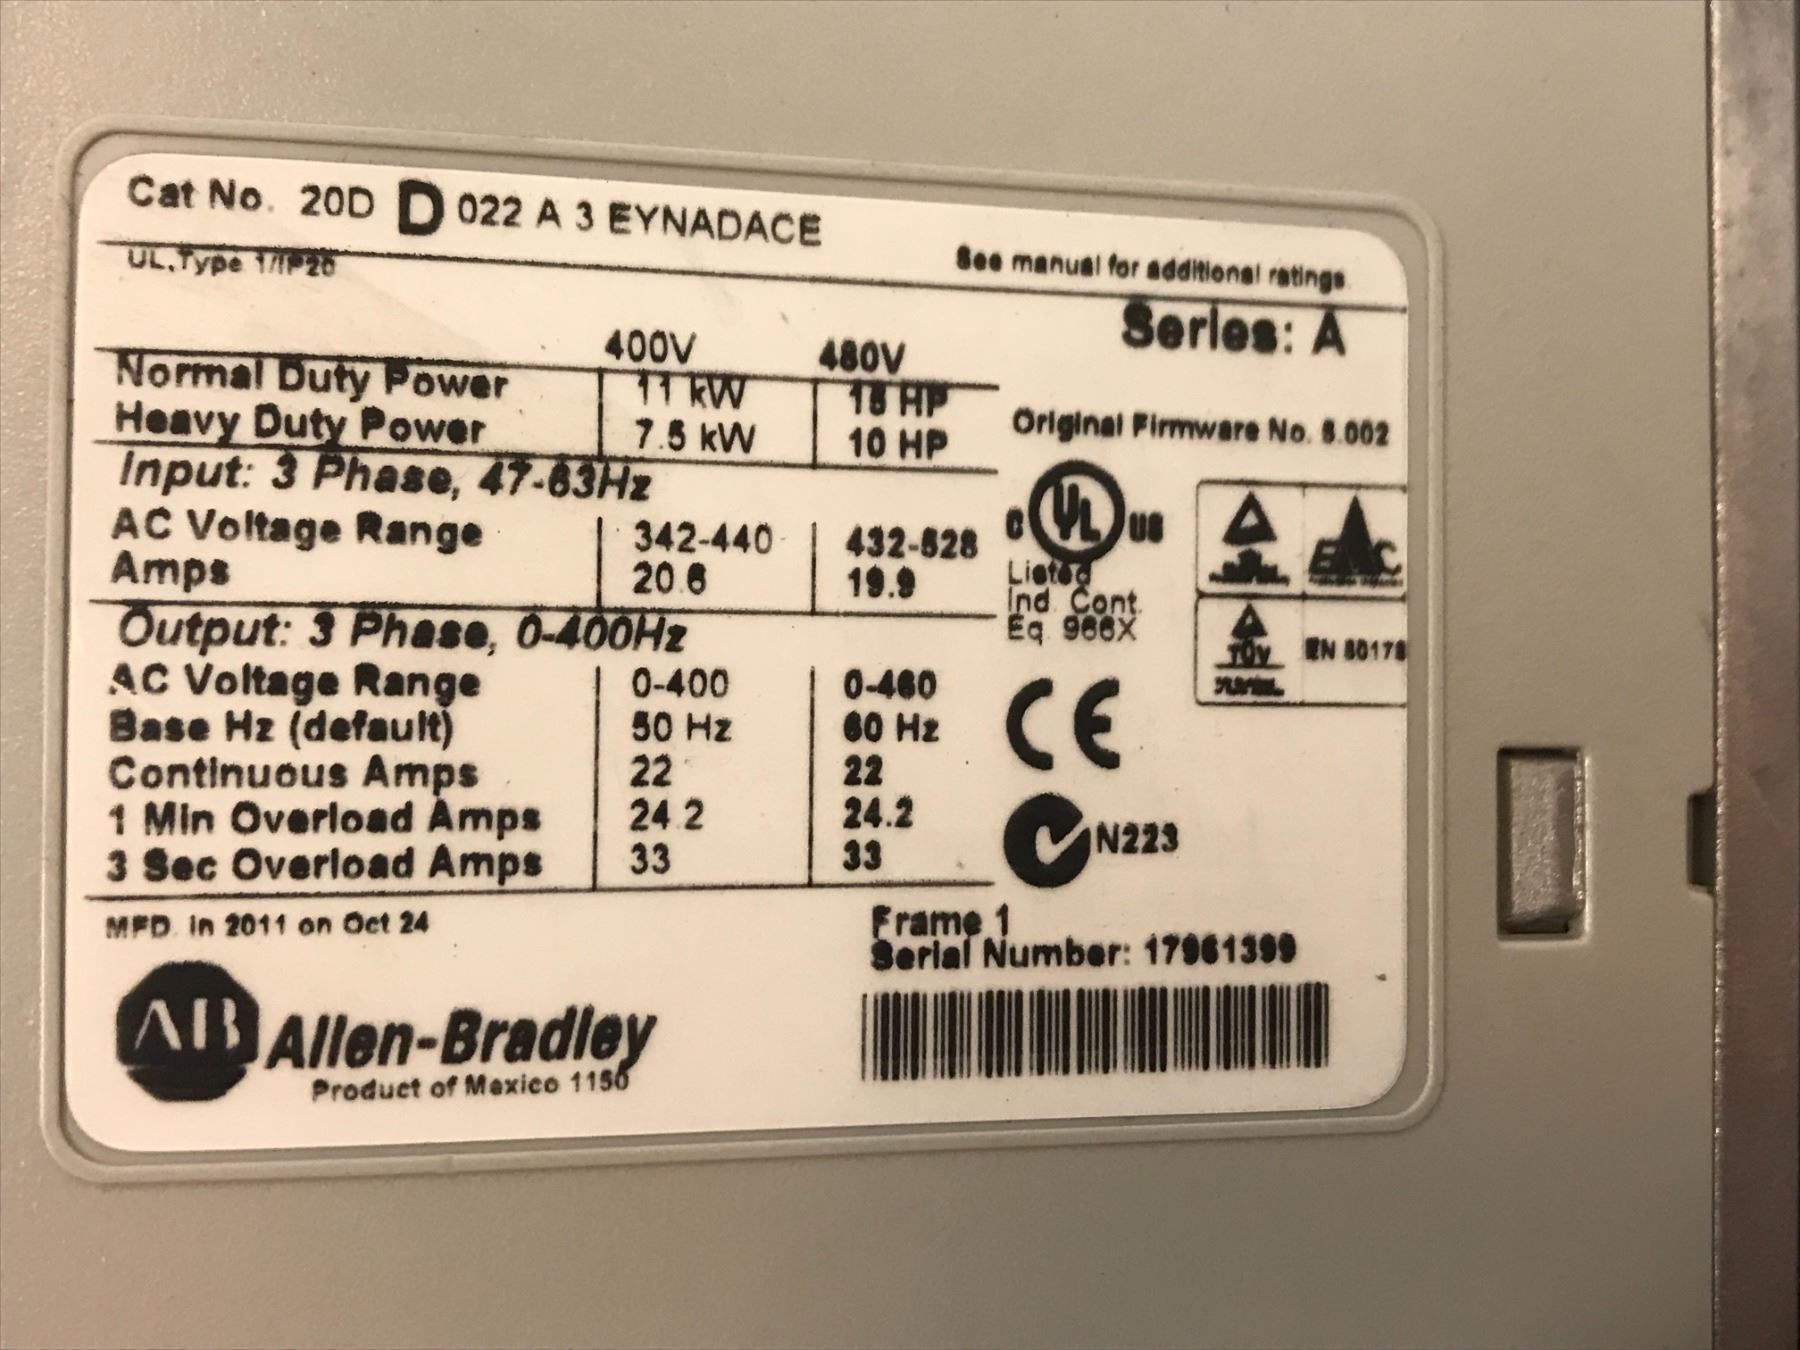 Cat No. 20D D 022 A 3 EYNADACE
UL, Type 1/IP20
See manual for additional ratings
Series: A
400V 480V
Normal Duty Power 11 kW 15 HP
Heavy Duty Power 7.5 kW 10 HP
Original Firmware No. 5.002
Input: 3 Phase, 47-63Hz
AC Voltage Range 342-440 432-528
Amps 20.6 19.9
C UL US
Listed
Ind. Cont.
Eq. 966X
EMC
TÜV
EN 50178
Output: 3 Phase, 0-400Hz
AC Voltage Range 0-400 0-460
Base Hz (default) 50 Hz 60 Hz
Continuous Amps 22 22
1 Min Overload Amps 24.2 24.2
3 Sec Overload Amps 33 33
CE
N223
MFD. in 2011 on Oct 24
Frame 1
Serial Number: 17961399
AB Allen-Bradley
Product of Mexico 1150